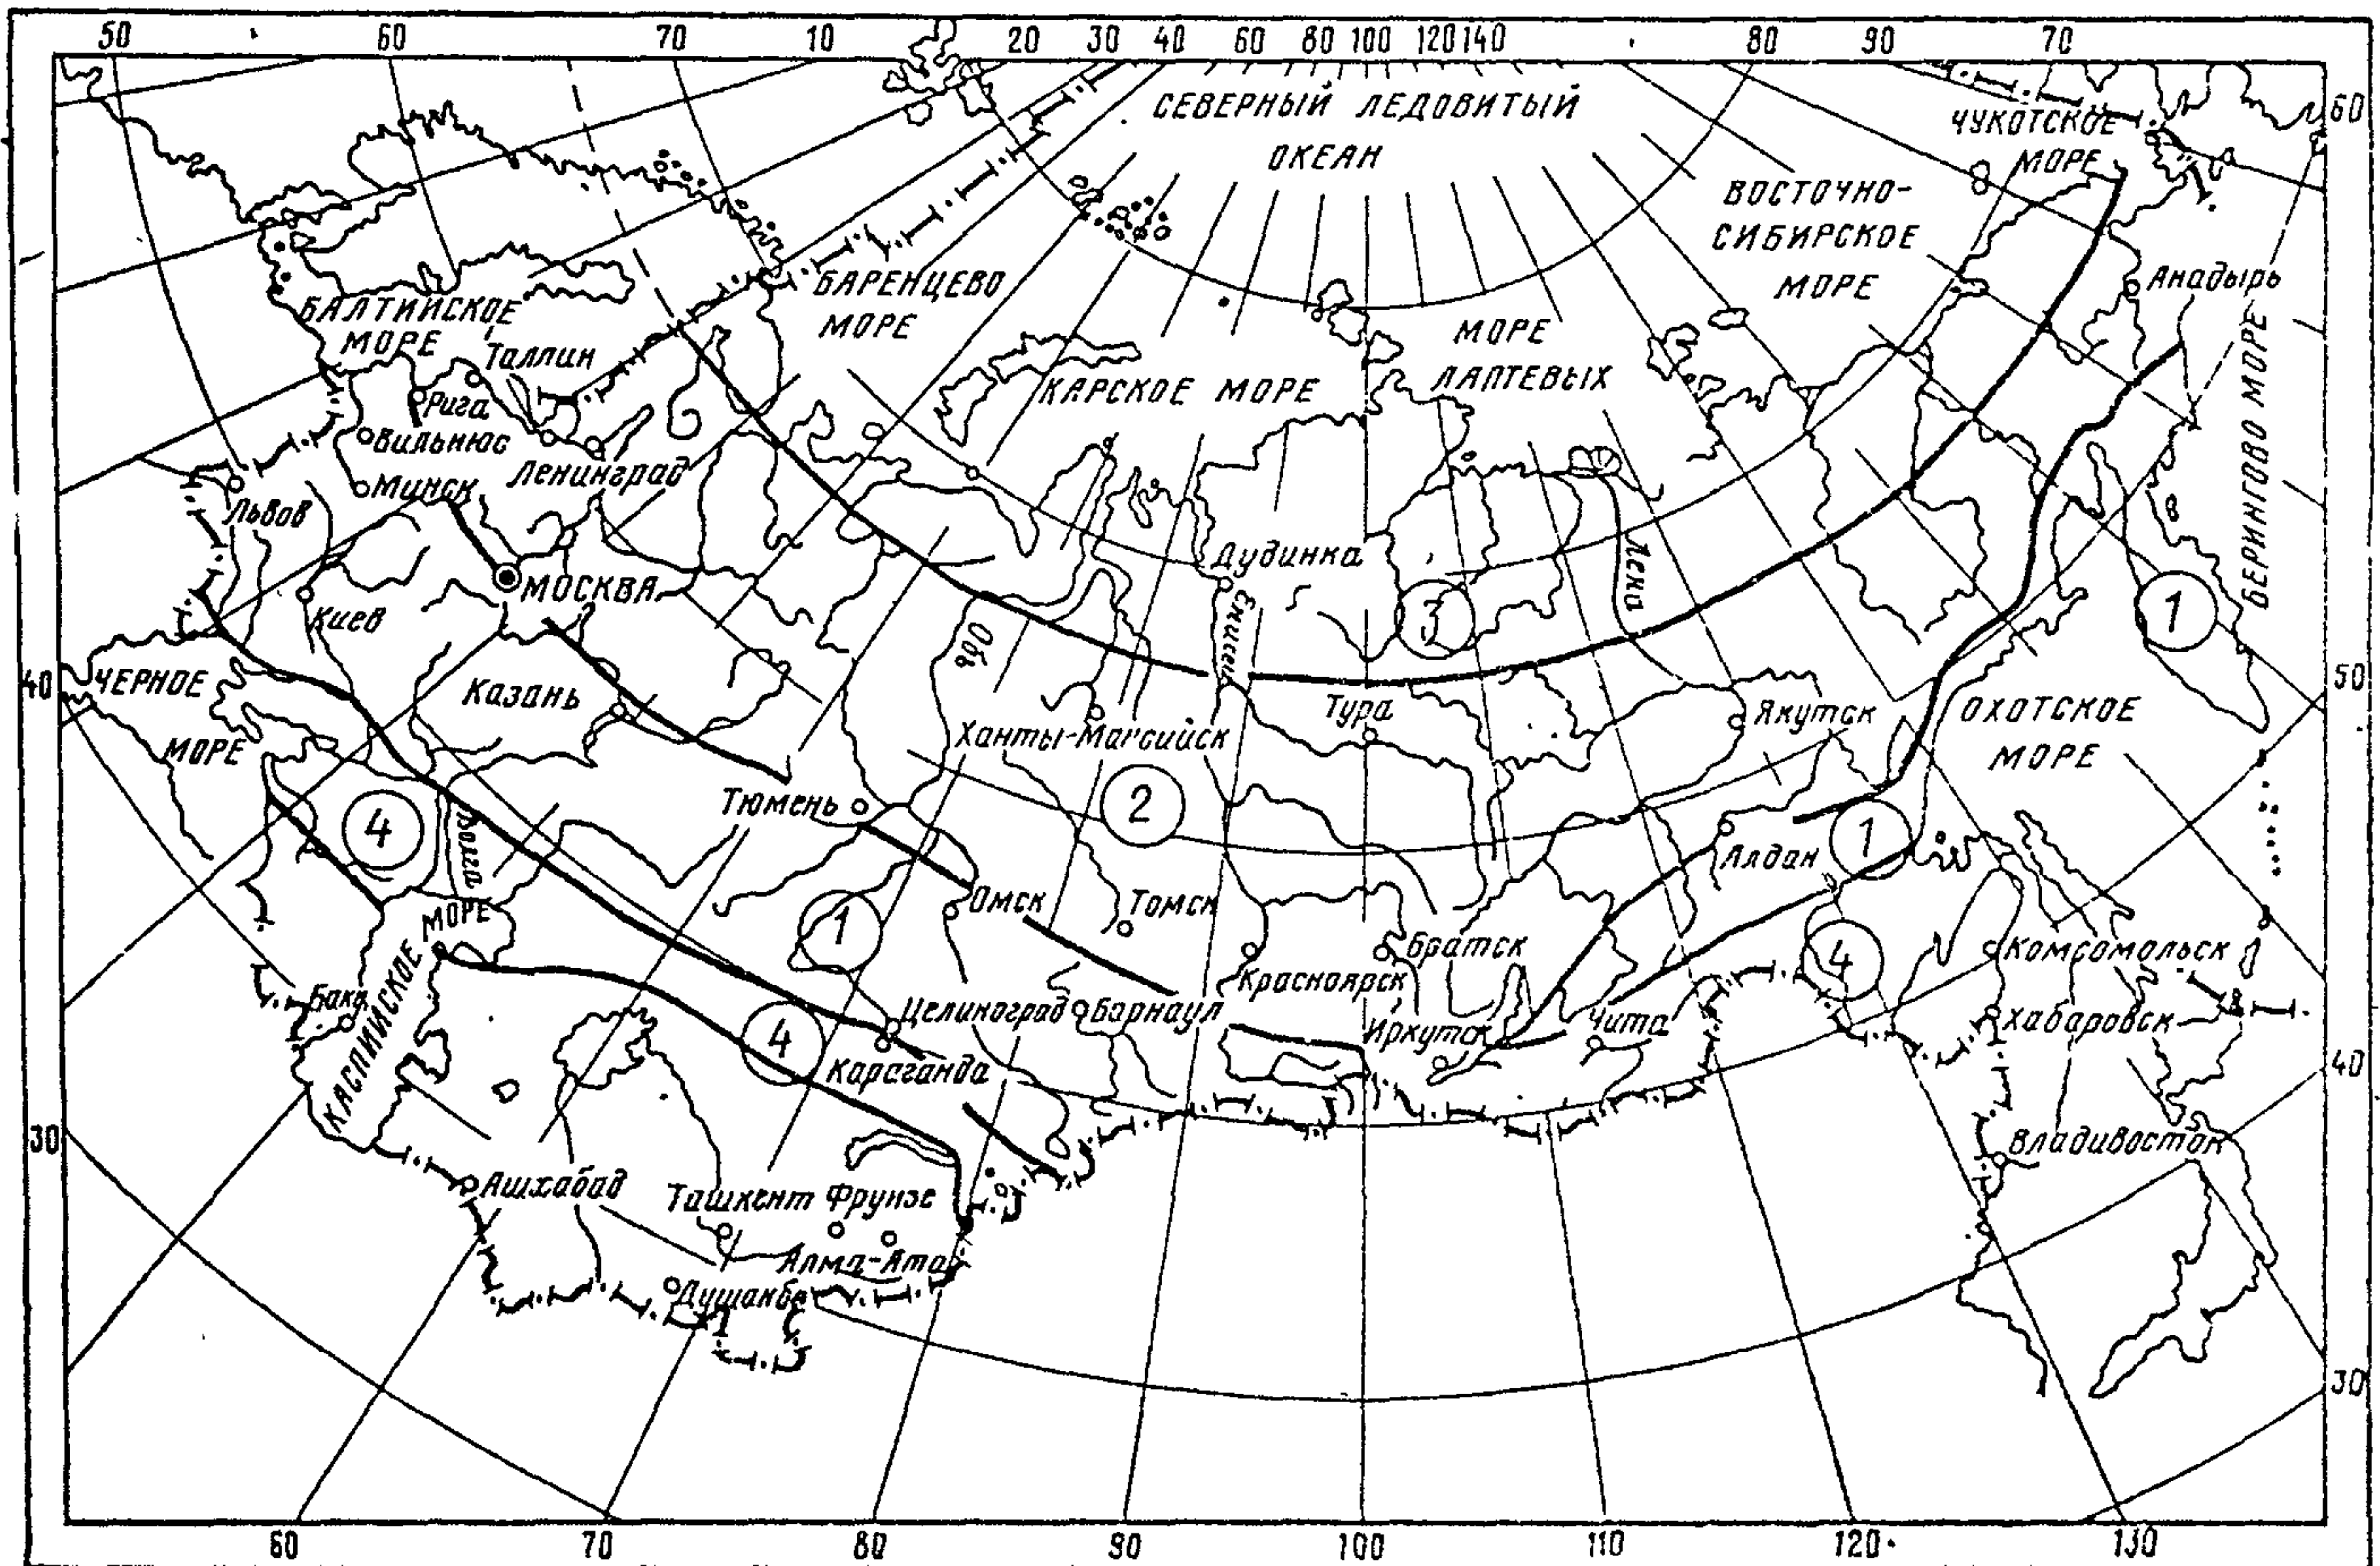 50 60 70 10 20 30 40 60 80 100 120 140 80 90 70
СЕВЕРНЫЙ ЛЕДОВИТЫЙ
ОКЕАН
ЧУКОТСКОЕ
МОРЕ
60
ВОСТОЧНО-
СИБИРСКОЕ
МОРЕ
БАРЕНЦЕВО
МОРЕ
Анадырь
БАЛТИЙСКОЕ
МОРЕ
Таллин
МОРЕ
ЛАПТЕВЫХ
КАРСКОЕ МОРЕ
БЕРИНГОВО МОРЕ
Рига
Вильнюс
Ленинград
Минск
Львов
Дудинка
Лена
МОСКВА
Енисей
3
1
Киев
Обь
40
ЧЕРНОЕ
МОРЕ
Казань
50
Тура
Якутск
ОХОТСКОЕ
МОРЕ
Ханты-Магсийск
Тюмень
2
4
Волга
1
Алдан
МОРЕ
КАСПИЙСКОЕ
1
Омск
Томск
Братск
4
Комсомольск
Красноярск
Баку
Целиноград
Барнаул
Иркутск
Чита
Хабаровск
4
Караганда
40
30
Владивосток
Ашхабад
Ташкент
Фрунзе
Алма-Ата
Душанбе
30
60 70 80 90 100 110 120 130